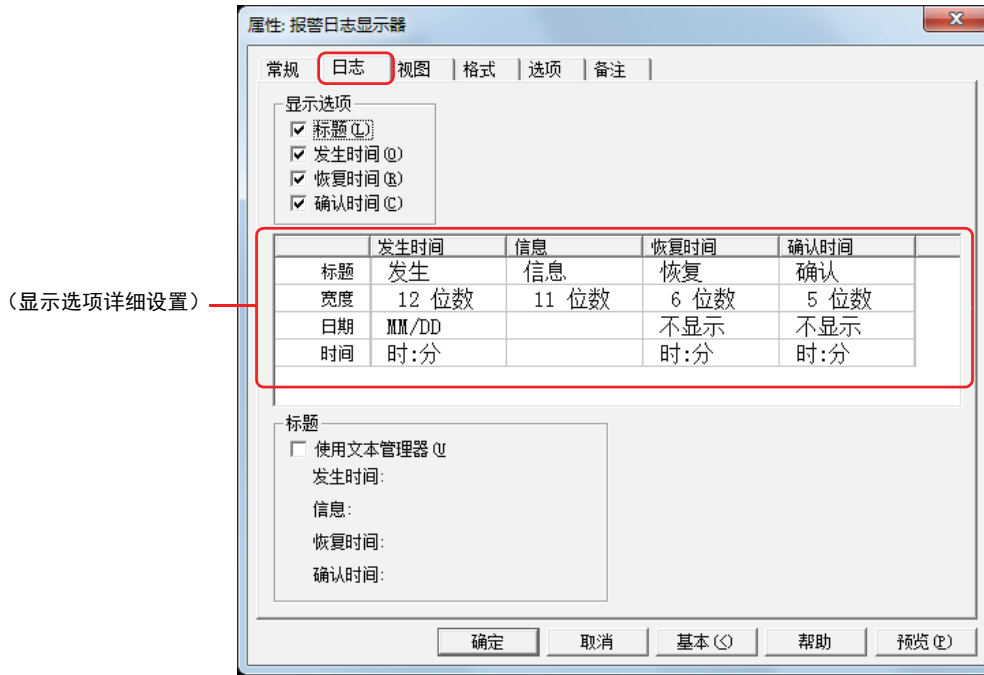 属性: 报警日志显示器
常规 日志 视图 格式 选项 备注
显示选项
标题(L)
发生时间(O)
恢复时间(R)
确认时间(C)
发生时间 信息 恢复时间 确认时间
标题 发生 信息 恢复 确认
宽度 12 位数 11 位数 6 位数 5 位数
(显示选项详细设置)
日期 MM/DD 不显示 不显示
时间 时:分 时:分 时:分
标题
使用文本管理器(U
发生时间:
信息:
恢复时间:
确认时间:
确定 取消 基本(<) 帮助 预览(P)